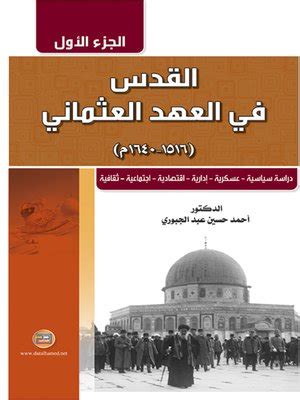 الجزء الأول
القدس
في العهد العثماني
(١٥١٦-١٦٤٠م)
دراسة سياسية - عسكرية - إدارية - اقتصادية - اجتماعية - ثقافية
الدكتور
أحمد حسين عبد الجبوري
www.daralhamed.net